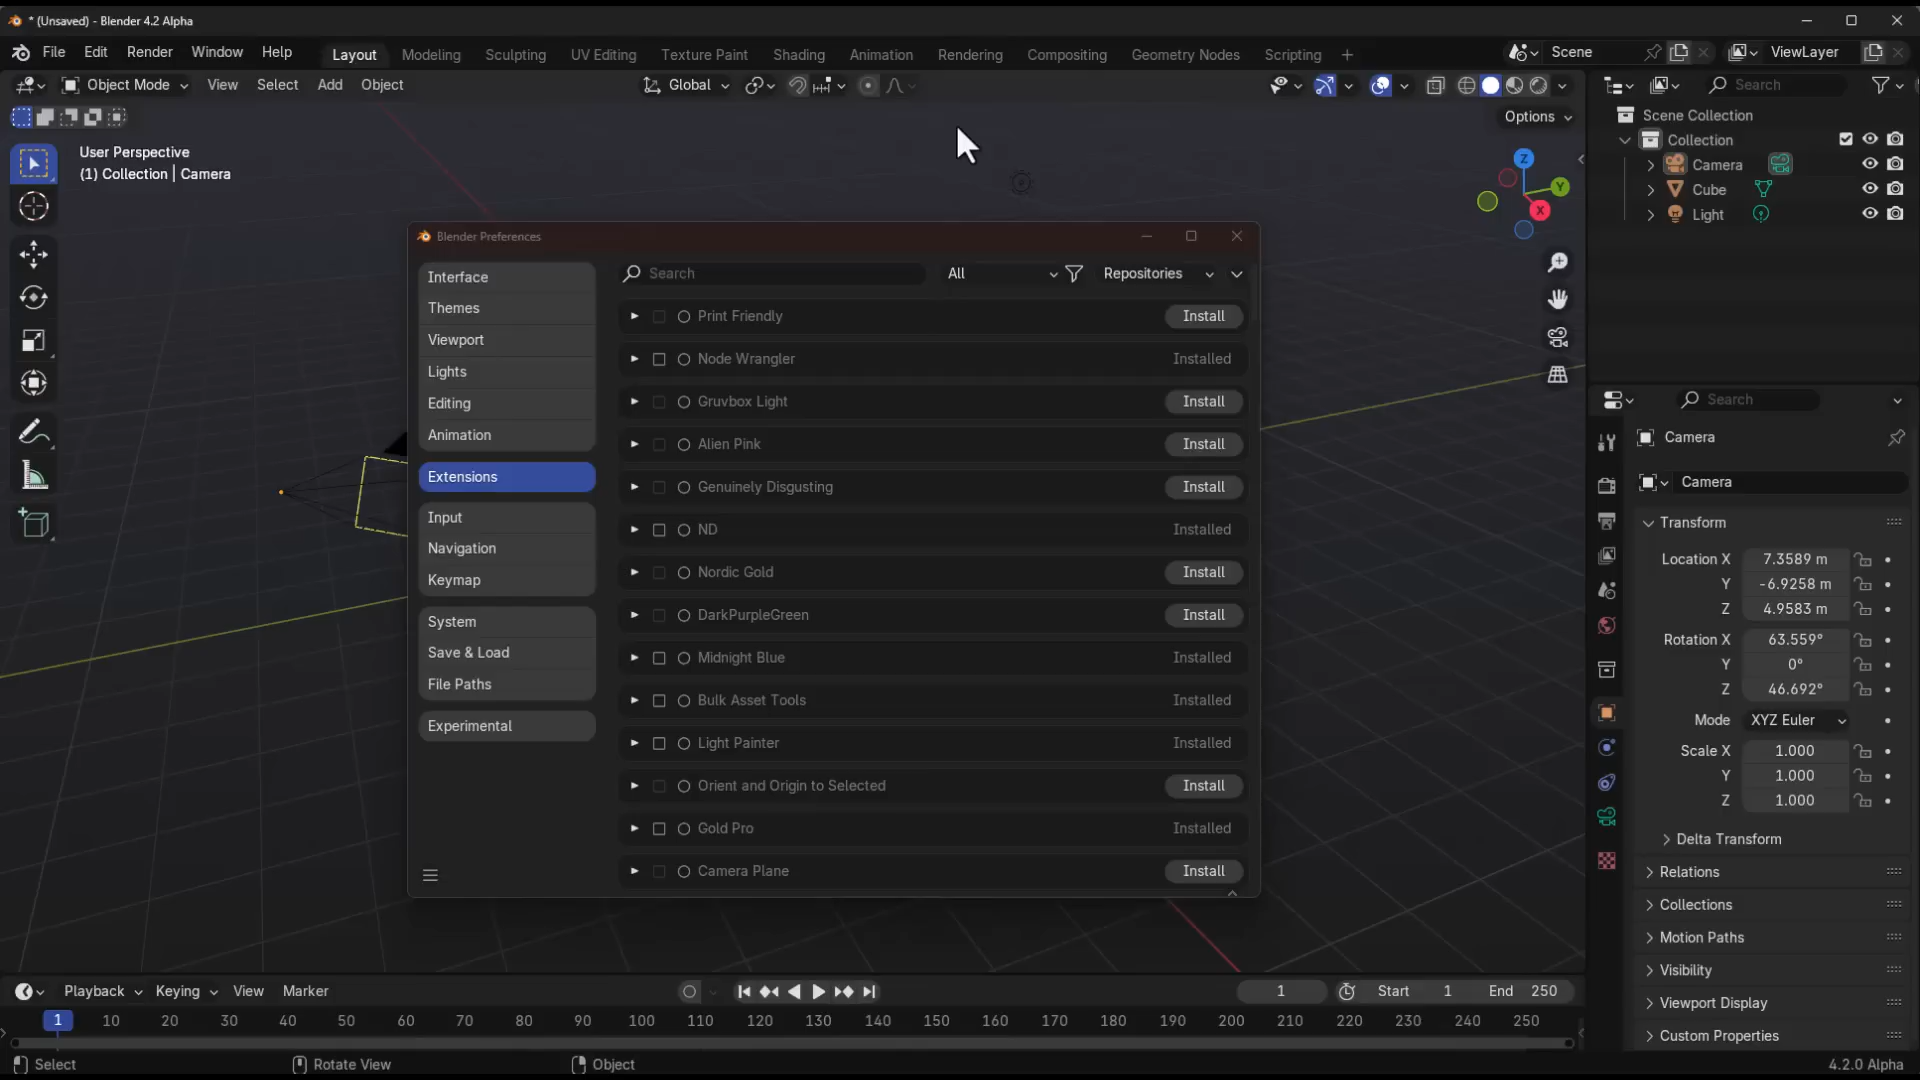 * (Unsaved) - Blender 4.2 Alpha
File Edit Render Window Help Layout Modeling Sculpting UV Editing Texture Paint Shading Animation Rendering Compositing Geometry Nodes Scripting + Scene ViewLayer
Object Mode View Select Add Object Global Search
Options
User Perspective
(1) Collection | Camera
Z
Y
X
Scene Collection
Collection
Camera
Cube
Light
Blender Preferences
Interface
Themes
Viewport
Lights
Editing
Animation
Extensions
Input
Navigation
Keymap
System
Save & Load
File Paths
Experimental
Search All Repositories
Print Friendly Install
Node Wrangler Installed
Gruvbox Light Install
Alien Pink Install
Genuinely Disgusting Install
ND Installed
Nordic Gold Install
DarkPurpleGreen Install
Midnight Blue Installed
Bulk Asset Tools Installed
Light Painter Installed
Orient and Origin to Selected Install
Gold Pro Installed
Camera Plane Install
Search
Camera
Camera
Transform
Location X 7.3589 m
Y -6.9258 m
Z 4.9583 m
Rotation X 63.559°
Y 0°
Z 46.692°
Mode XYZ Euler
Scale X 1.000
Y 1.000
Z 1.000
Delta Transform
Relations
Collections
Motion Paths
Visibility
Viewport Display
Custom Properties
Playback Keying View Marker 1 Start 1 End 250
1 10 20 30 40 50 60 70 80 90 100 110 120 130 140 150 160 170 180 190 200 210 220 230 240 250
Select Rotate View Object 4.2.0 Alpha